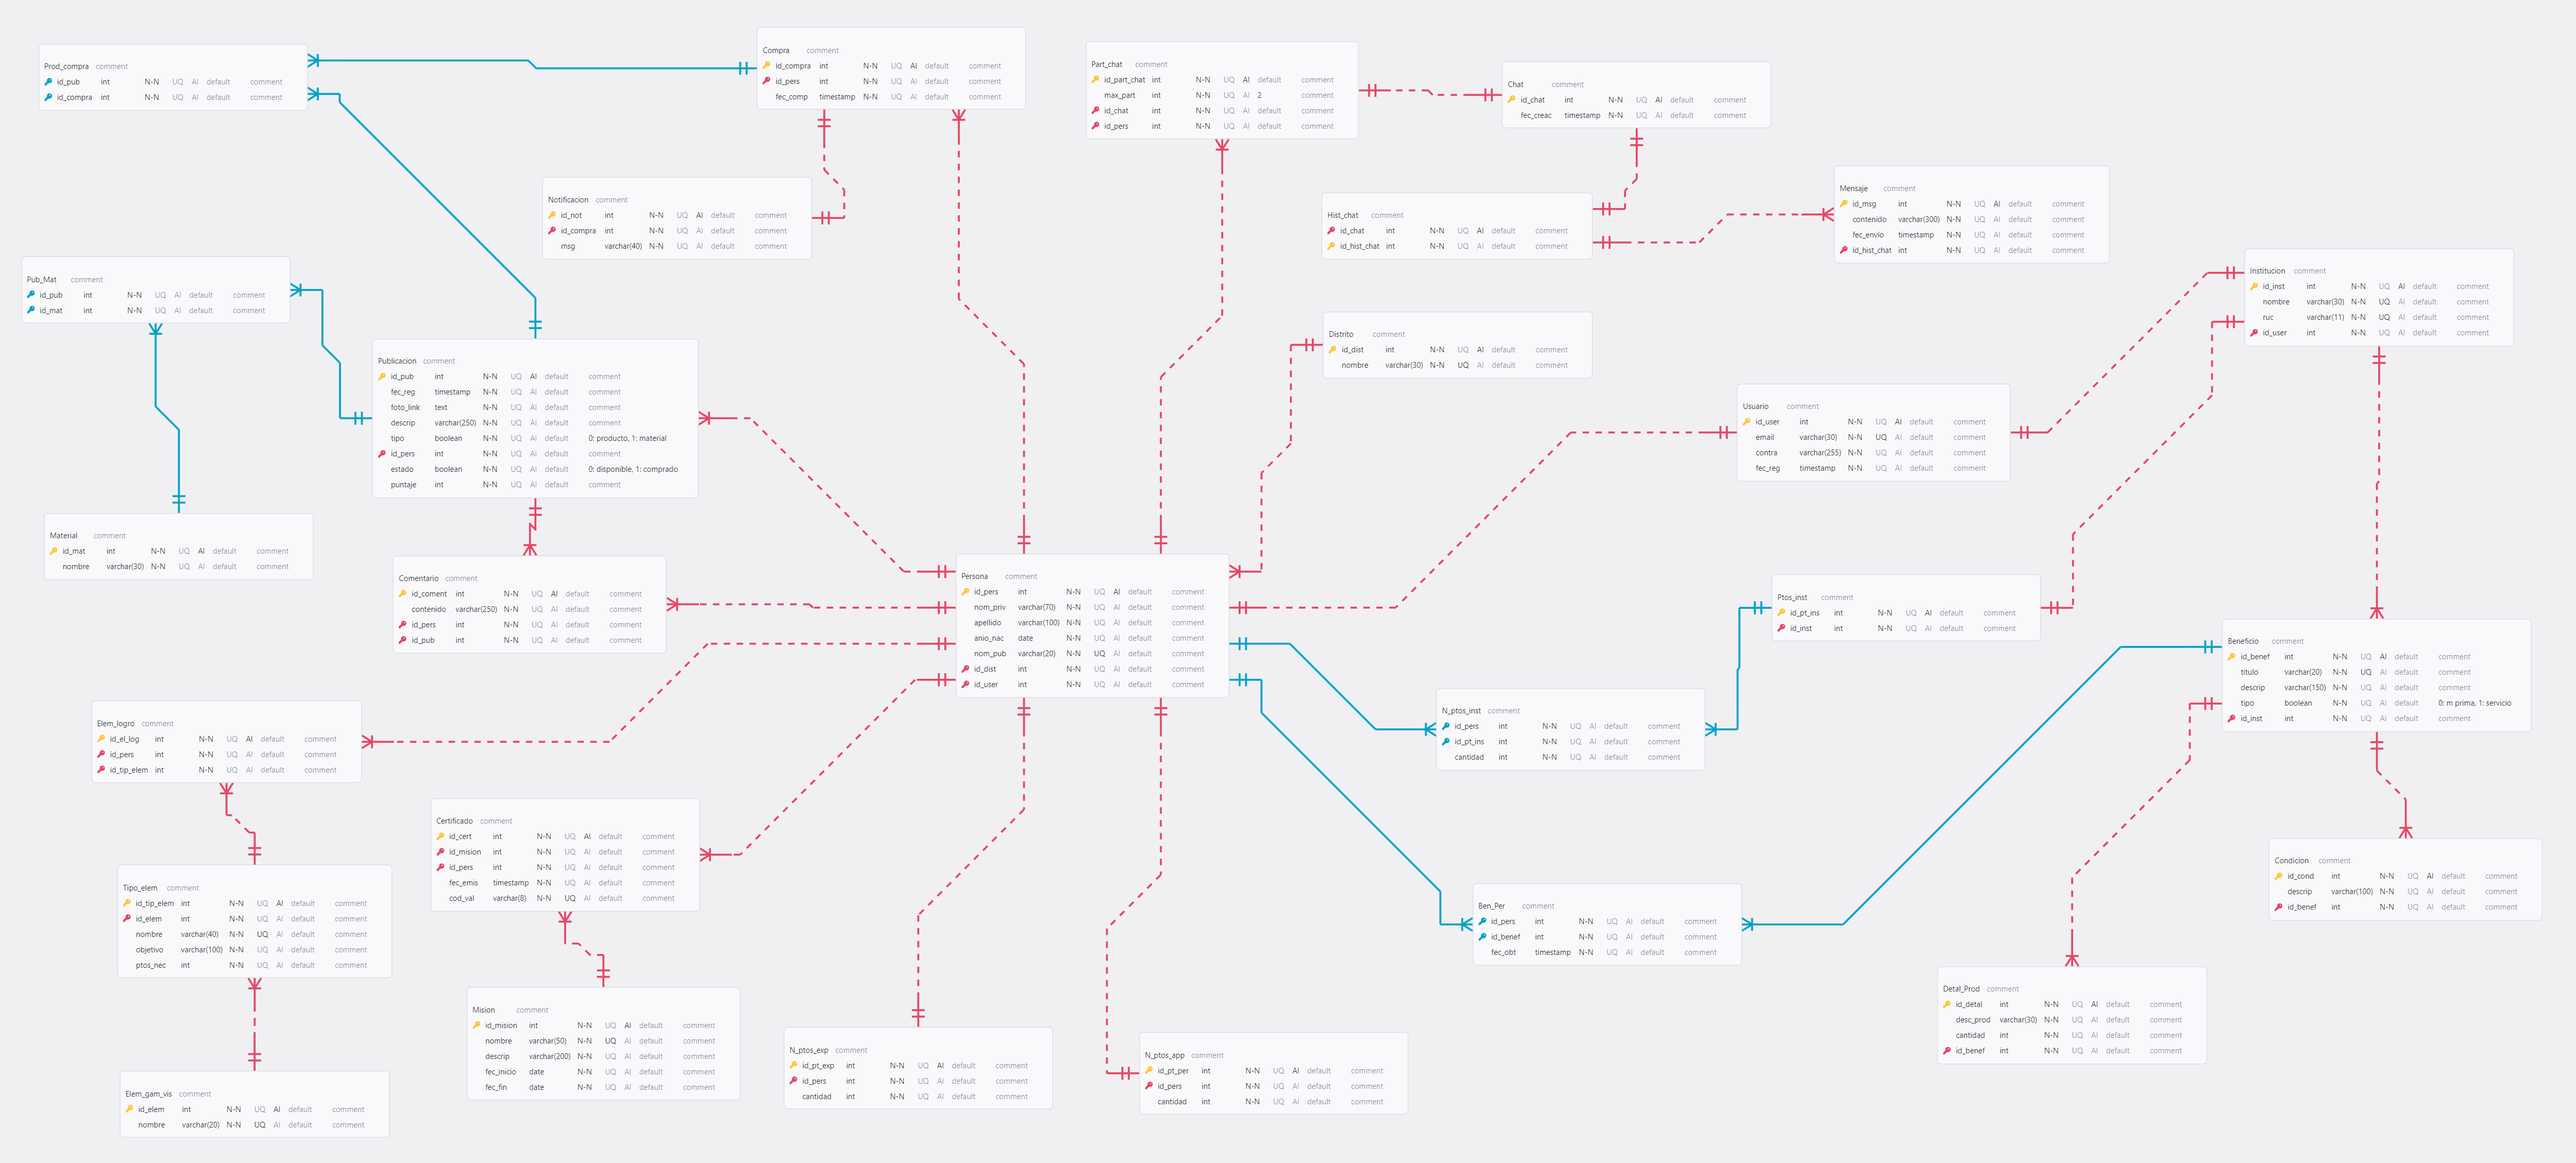 Prod_compra comment
id_pub int N-N UQ AI default comment
id_compra int N-N UQ AI default comment
Compra comment
id_compra int N-N UQ AI default comment
id_pers int N-N UQ AI default comment
fec_comp timestamp N-N UQ AI default comment
Part_chat comment
id_part_chat int N-N UQ AI default comment
max_part int N-N UQ AI 2 comment
id_chat int N-N UQ AI default comment
id_pers int N-N UQ AI default comment
Chat comment
id_chat int N-N UQ AI default comment
fec_creac timestamp N-N UQ AI default comment
Notificacion comment
id_not int N-N UQ AI default comment
id_compra int N-N UQ AI default comment
msg varchar(40) N-N UQ AI default comment
Hist_chat comment
id_chat int N-N UQ AI default comment
id_hist_chat int N-N UQ AI default comment
Mensaje comment
id_msg int N-N UQ AI default comment
contenido varchar(300) N-N UQ AI default comment
fec_envio timestamp N-N UQ AI default comment
id_hist_chat int N-N UQ AI default comment
Pub_Mat comment
id_pub int N-N UQ AI default comment
id_mat int N-N UQ AI default comment
Institucion comment
id_inst int N-N UQ AI default comment
nombre varchar(30) N-N UQ AI default comment
ruc varchar(11) N-N UQ AI default comment
id_user int N-N UQ AI default comment
Publicacion comment
id_pub int N-N UQ AI default comment
fec_reg timestamp N-N UQ AI default comment
foto_link text N-N UQ AI default comment
descrip varchar(250) N-N UQ AI default comment
tipo boolean N-N UQ AI default 0: producto, 1: material
id_pers int N-N UQ AI default comment
estado boolean N-N UQ AI default 0: disponible, 1: comprado
puntaje int N-N UQ AI default comment
Distrito comment
id_dist int N-N UQ AI default comment
nombre varchar(30) N-N UQ AI default comment
Usuario comment
id_user int N-N UQ AI default comment
email varchar(30) N-N UQ AI default comment
contra varchar(255) N-N UQ AI default comment
fec_reg timestamp N-N UQ AI default comment
Material comment
id_mat int N-N UQ AI default comment
nombre varchar(30) N-N UQ AI default comment
Comentario comment
id_coment int N-N UQ AI default comment
contenido varchar(250) N-N UQ AI default comment
id_pers int N-N UQ AI default comment
id_pub int N-N UQ AI default comment
Persona comment
id_pers int N-N UQ AI default comment
nom_priv varchar(70) N-N UQ AI default comment
apellido varchar(100) N-N UQ AI default comment
anio_nac date N-N UQ AI default comment
nom_pub varchar(20) N-N UQ AI default comment
id_dist int N-N UQ AI default comment
id_user int N-N UQ AI default comment
Ptos_inst comment
id_pt_ins int N-N UQ AI default comment
id_inst int N-N UQ AI default comment
Beneficio comment
id_benef int N-N UQ AI default comment
titulo varchar(20) N-N UQ AI default comment
descrip varchar(150) N-N UQ AI default comment
tipo boolean N-N UQ AI default 0: m prima, 1: servicio
id_inst int N-N UQ AI default comment
N_ptos_inst comment
id_pers int N-N UQ AI default comment
id_pt_ins int N-N UQ AI default comment
cantidad int N-N UQ AI default comment
Elem_logro comment
id_el_log int N-N UQ AI default comment
id_pers int N-N UQ AI default comment
id_tip_elem int N-N UQ AI default comment
Certificado comment
id_cert int N-N UQ AI default comment
id_mision int N-N UQ AI default comment
id_pers int N-N UQ AI default comment
fec_emis timestamp N-N UQ AI default comment
cod_val varchar(8) N-N UQ AI default comment
Condicion comment
id_cond int N-N UQ AI default comment
descrip varchar(100) N-N UQ AI default comment
id_benef int N-N UQ AI default comment
Tipo_elem comment
id_tip_elem int N-N UQ AI default comment
id_elem int N-N UQ AI default comment
nombre varchar(40) N-N UQ AI default comment
objetivo varchar(100) N-N UQ AI default comment
ptos_nec int N-N UQ AI default comment
Ben_Per comment
id_pers int N-N UQ AI default comment
id_benef int N-N UQ AI default comment
fec_obt timestamp N-N UQ AI default comment
Detal_Prod comment
id_detal int N-N UQ AI default comment
desc_prod varchar(30) N-N UQ AI default comment
cantidad int N-N UQ AI default comment
id_benef int N-N UQ AI default comment
Mision comment
id_mision int N-N UQ AI default comment
nombre varchar(50) N-N UQ AI default comment
descrip varchar(200) N-N UQ AI default comment
fec_inicio date N-N UQ AI default comment
fec_fin date N-N UQ AI default comment
N_ptos_exp comment
id_pt_exp int N-N UQ AI default comment
id_pers int N-N UQ AI default comment
cantidad int N-N UQ AI default comment
N_ptos_app comment
id_pt_per int N-N UQ AI default comment
id_pers int N-N UQ AI default comment
cantidad int N-N UQ AI default comment
Elem_gam_vis comment
id_elem int N-N UQ AI default comment
nombre varchar(20) N-N UQ AI default comment